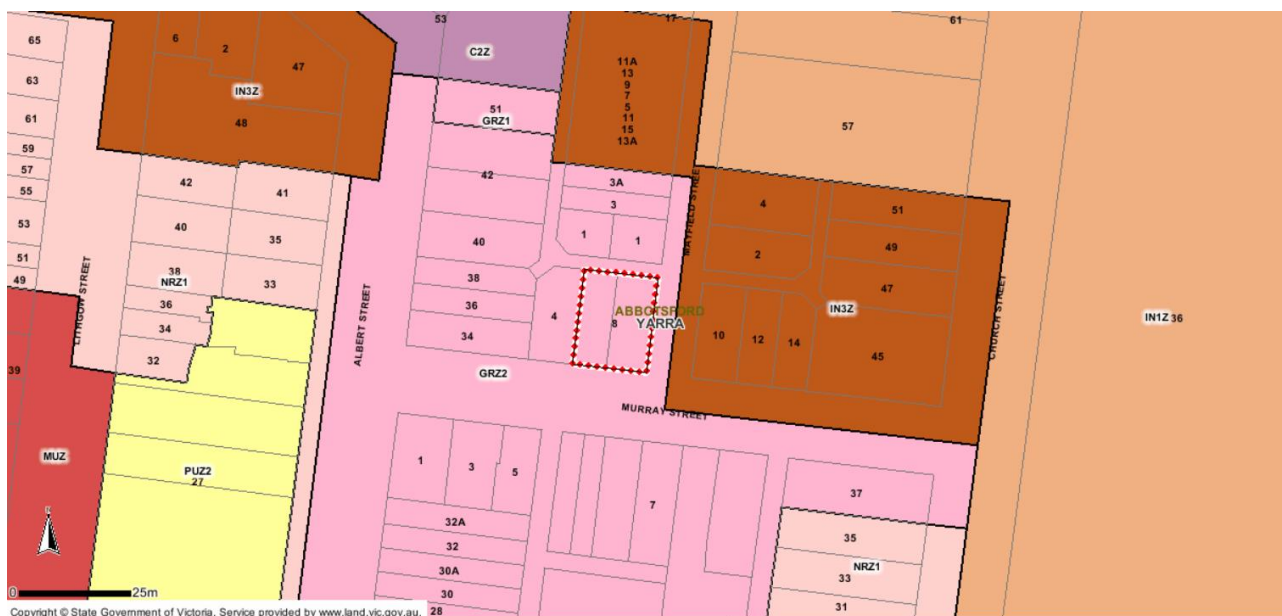 53
C2Z
17
61
65
6
2
47
IN3Z
48
63
61
59
57
55
53
51
49
11A
13
9
7
5
11
15
13A
57
51
GRZ1
42
41
40
35
38
NRZ1
33
36
34
32
42
40
38
36
34
3A
3
1
1
4
8
ABBOTSFORD
YARRA
MAYFIELD STREET
4
2
51
49
47
IN3Z
10
12
14
45
CHURCH STREET
IN1Z 36
LITHGOW STREET
ALBERT STREET
GRZ2
MURRAY STREET
39
MUZ
PUZ2
27
1
3
5
7
37
32A
32
30A
30
28
35
NRZ1
33
31
0
25m
Copyright © State Government of Victoria. Service provided by www.land.vic.gov.au.